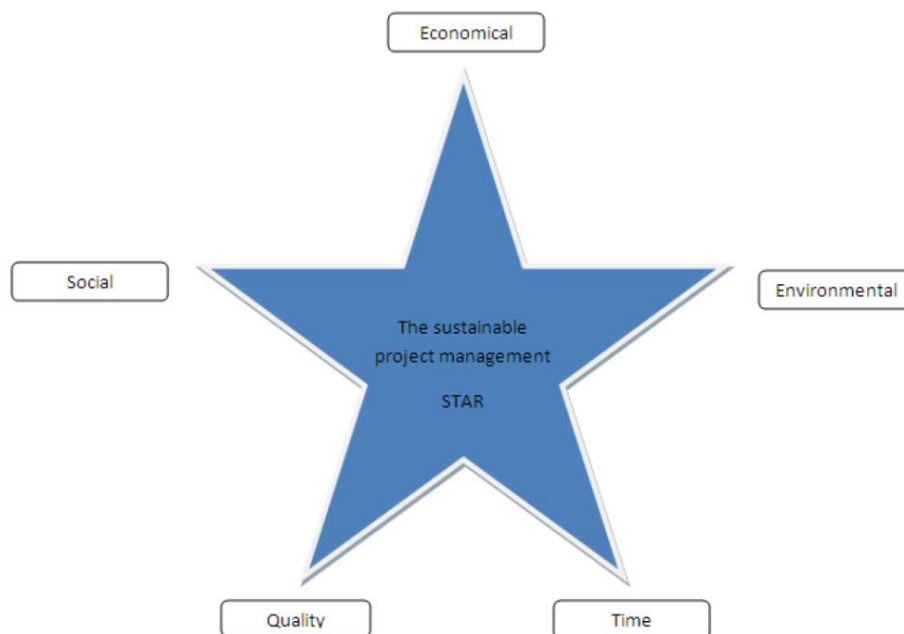 Economical
Social
Environmental
The sustainable
project management
STAR
Quality
Time